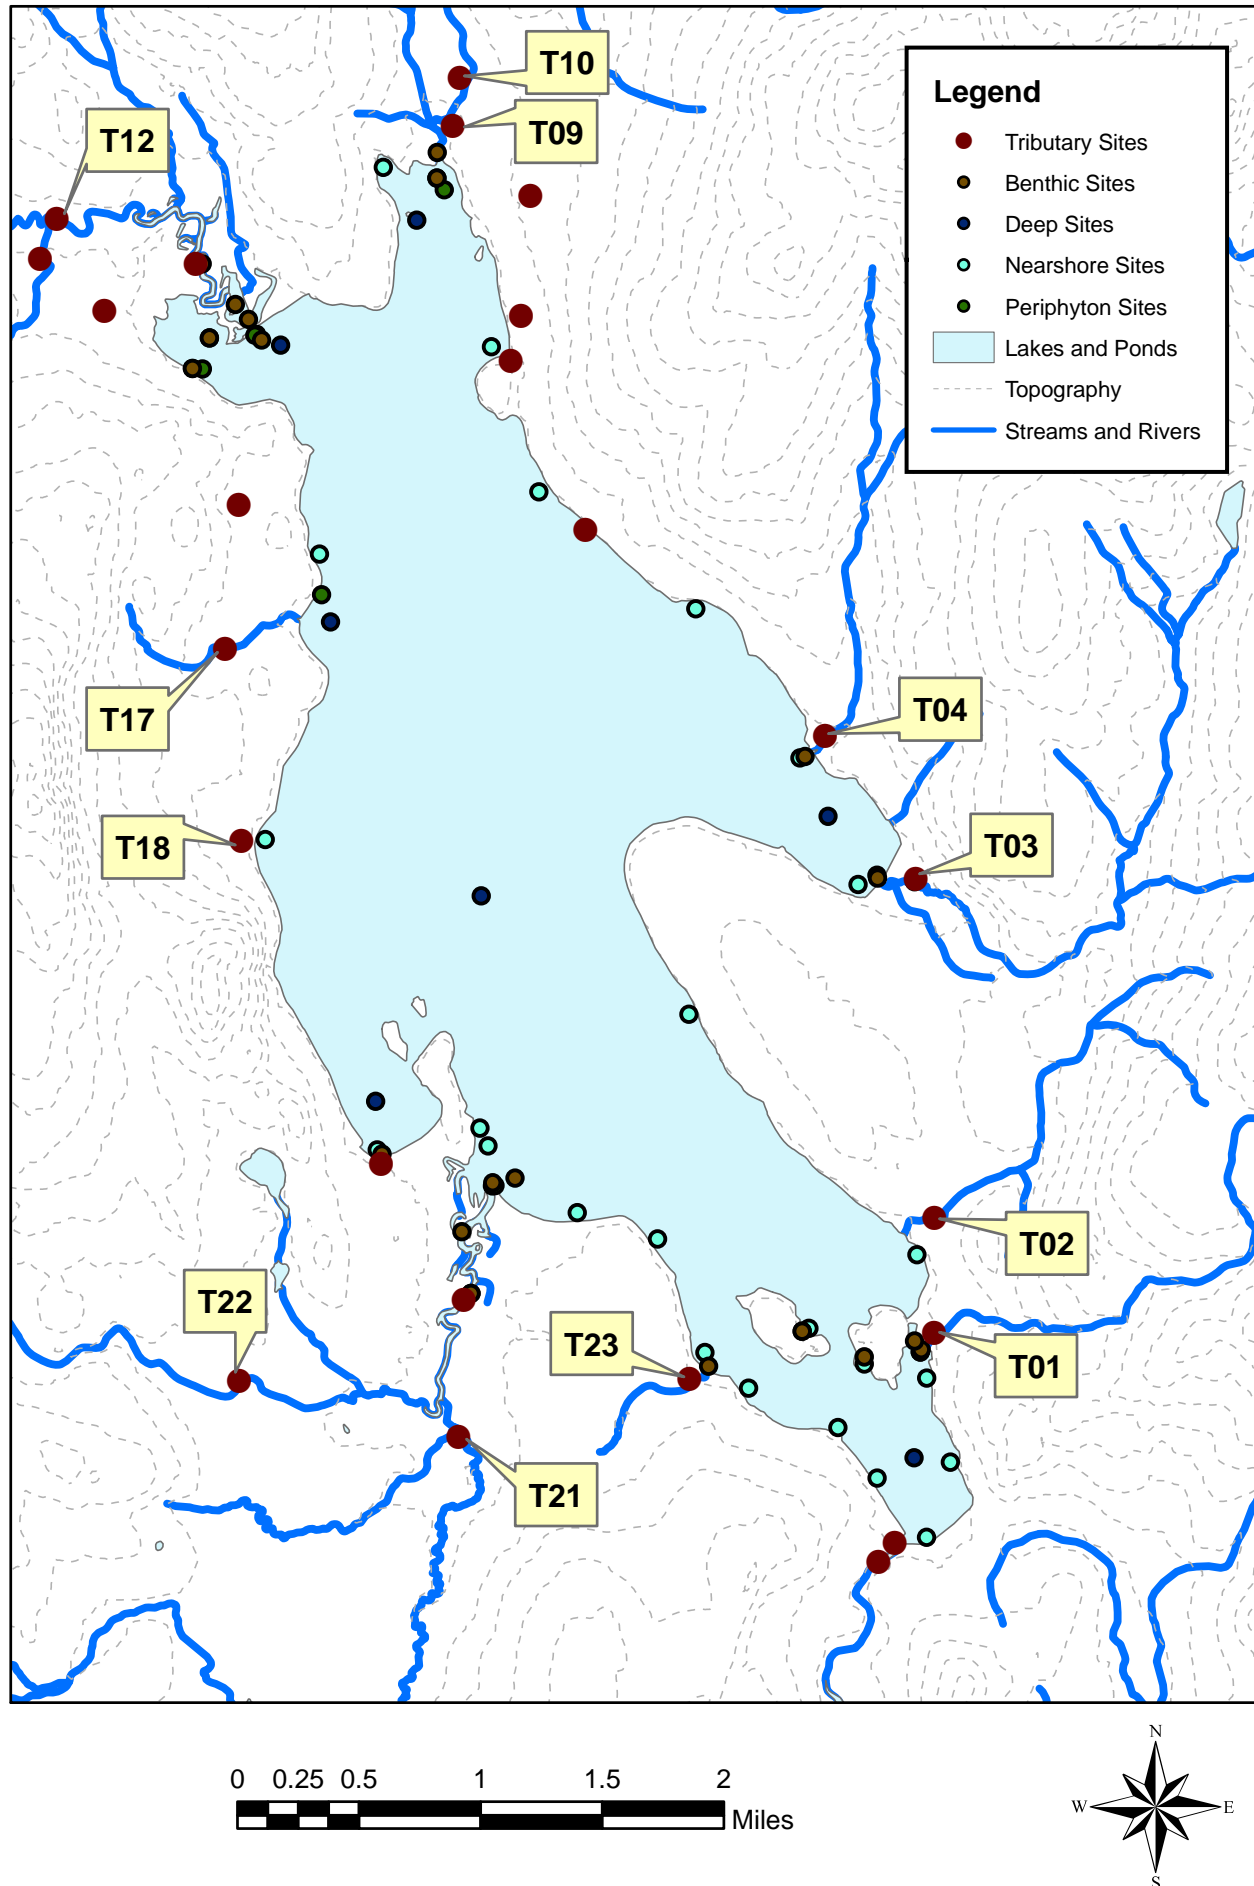 T10
T09
T12
Legend
Tributary Sites
Benthic Sites
Deep Sites
Nearshore Sites
Periphyton Sites
Lakes and Ponds
Topography
Streams and Rivers
T17
T04
T18
T03
T02
T22
T23
T01
T21
0 0.25 0.5 1 1.5 2
Miles
N
W E
S